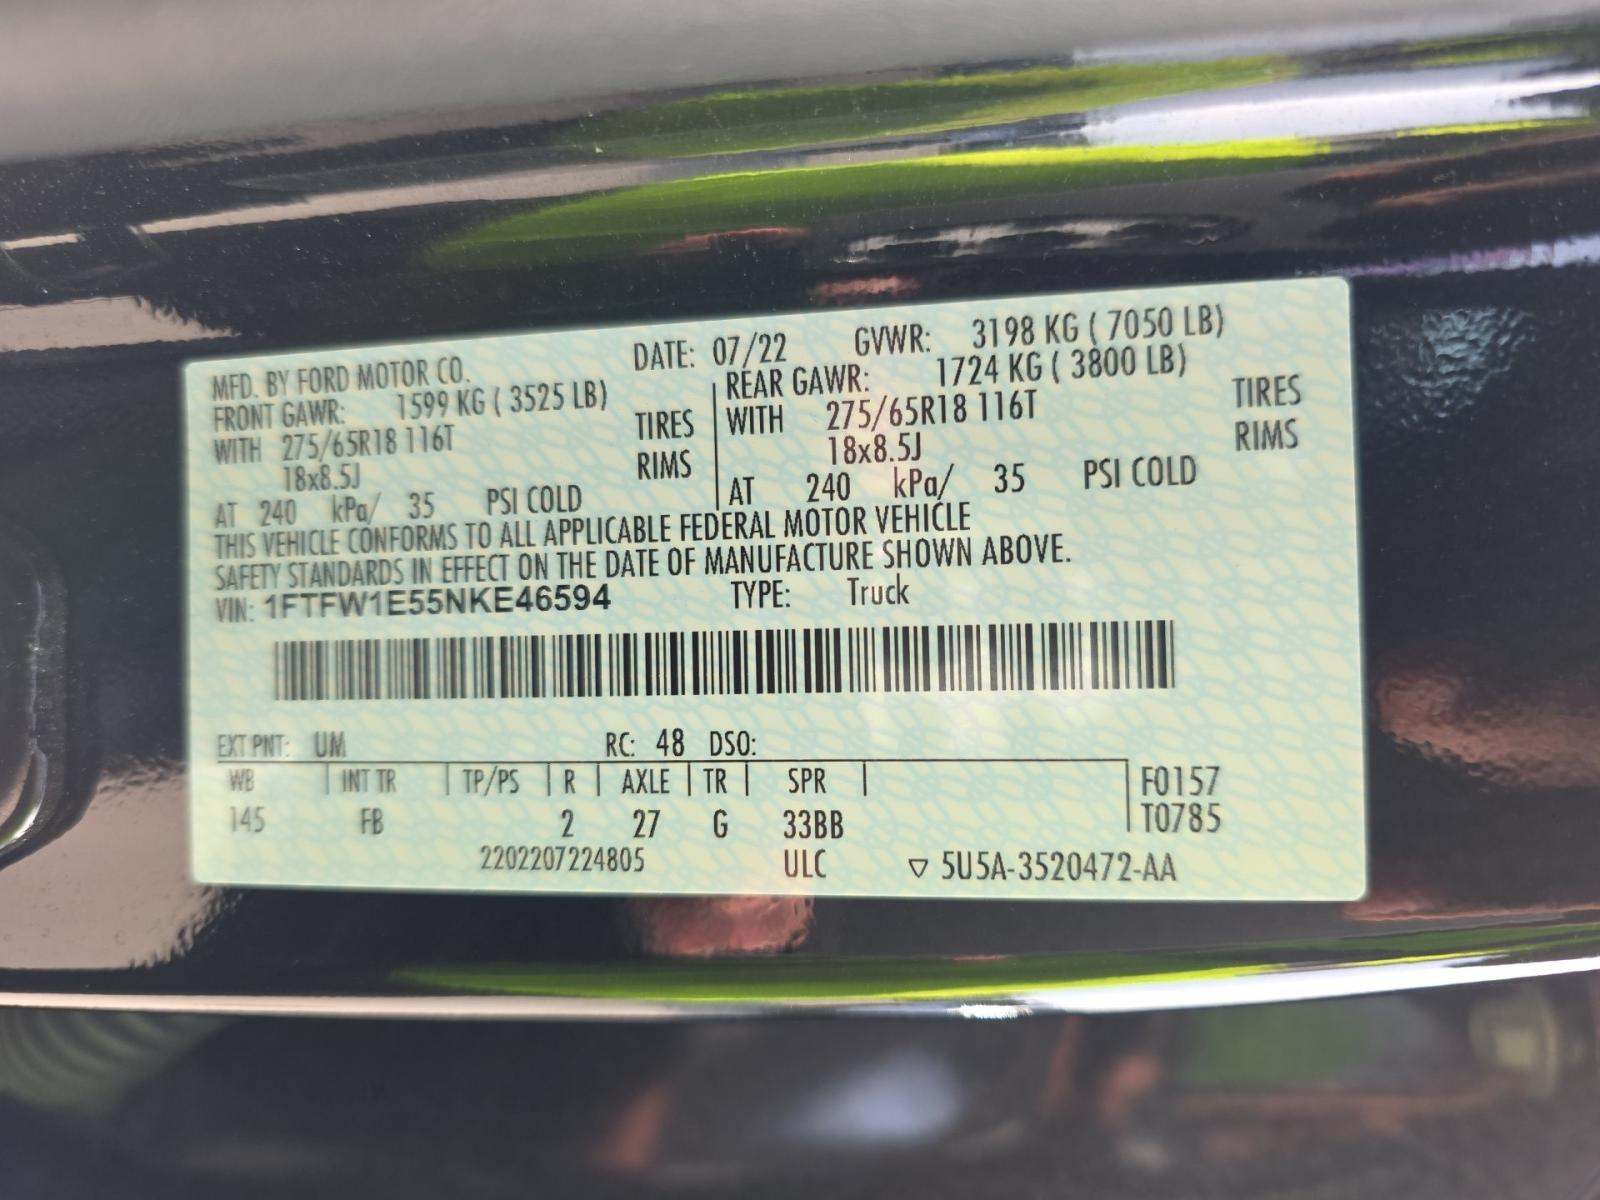 MFD. BY FORD MOTOR CO. DATE: 07/22 GVWR: 3198 KG ( 7050 LB)
FRONT GAWR: 1599 KG ( 3525 LB) REAR GAWR: 1724 KG ( 3800 LB)
WITH 275/65R18 116T TIRES WITH 275/65R18 116T TIRES
18x8.5J RIMS 18x8.5J RIMS
AT 240 kPa/ 35 PSI COLD AT 240 kPa/ 35 PSI COLD
THIS VEHICLE CONFORMS TO ALL APPLICABLE FEDERAL MOTOR VEHICLE
SAFETY STANDARDS IN EFFECT ON THE DATE OF MANUFACTURE SHOWN ABOVE.
VIN: 1FTFW1E55NKE46594 TYPE: Truck
EXT PNT: UM RC: 48 DSO:
WB INT TR TP/PS R AXLE TR SPR F0157
145 FB 2 27 G 33BB T0785
2202207224805 ULC ▽ 5U5A-3520472-AA